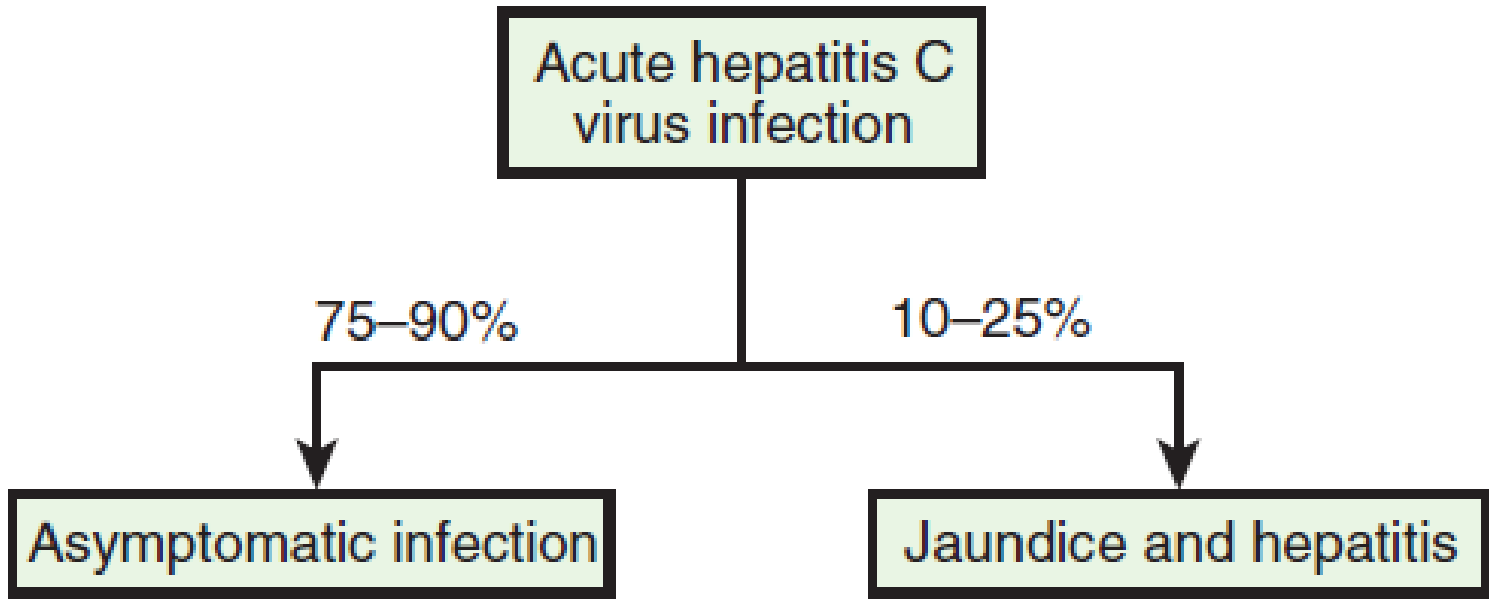 Acute hepatitis C
virus infection
75–90%
10–25%
Asymptomatic infection
Jaundice and hepatitis